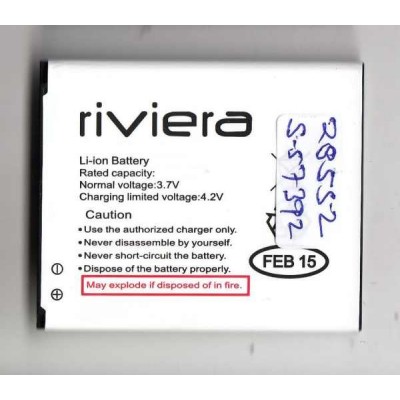 riviera
Li-ion Battery
Rated capacity:
Normal voltage:3.7V
Charging limited voltage:4.2V
Caution
•Use the authorized charger only.
•Never disassemble by yourself.
•Never short-circuit the battery.
•Dispose of the battery properly.
May explode if disposed of in fire.
FEB 15
28552
S-57392